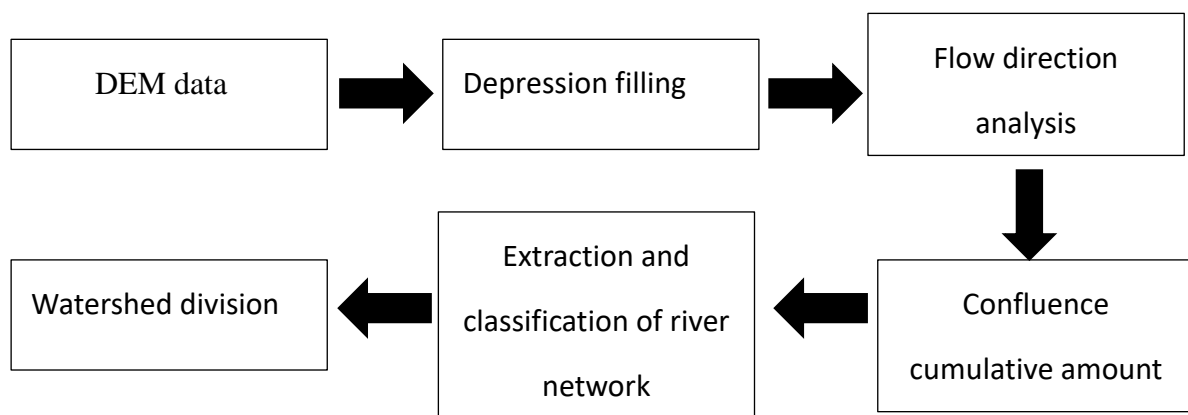 DEM data
Depression filling
Flow direction
analysis
Confluence
cumulative amount
Extraction and
classification of river
network
Watershed division